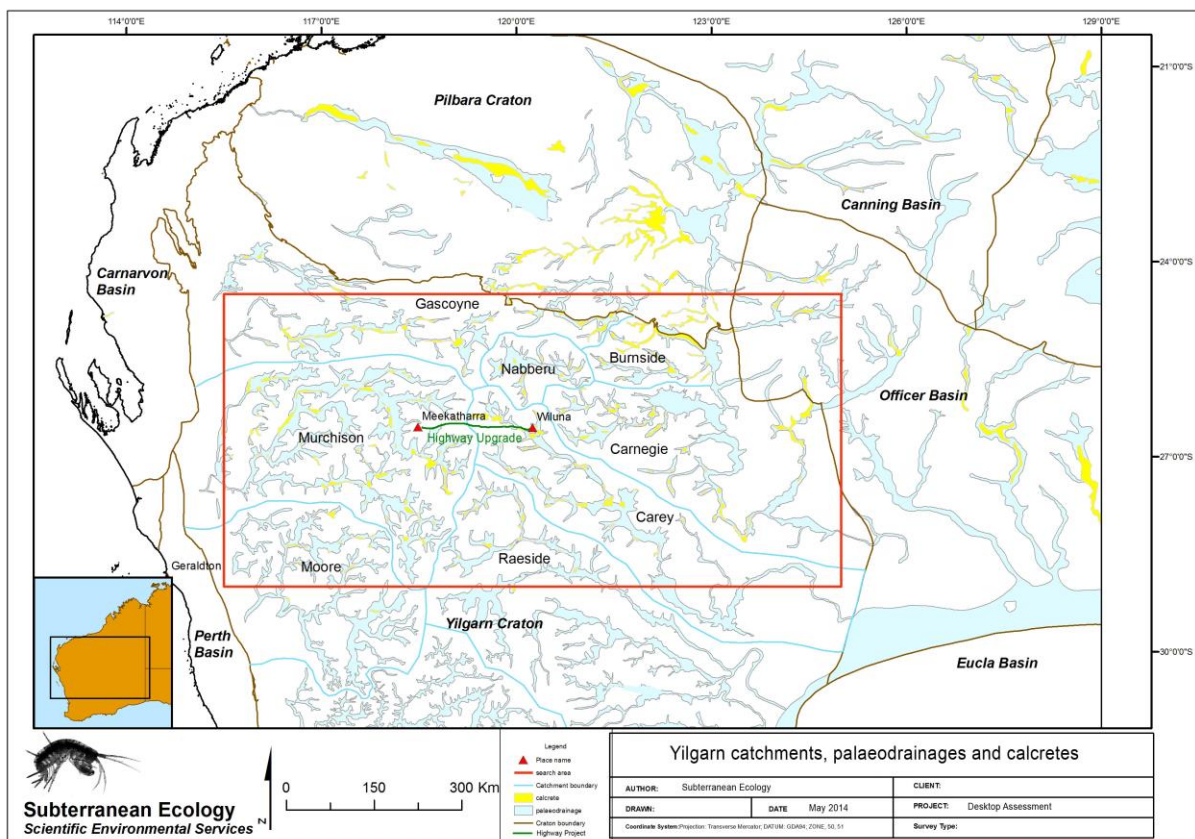 114°0'0"E
117°0'0"E
120°0'0"E
123°0'0"E
126°0'0"E
129°0'0"E
21°0'0"S
Pilbara Craton
Canning Basin
24°0'0"S
Carnarvon
Basin
Gascoyne
Burnside
Nabberu
Officer Basin
Meekatharra
Wiluna
Highway Upgrade
Murchison
Carnegie
27°0'0"S
Carey
Raeside
Geraldton
Moore
Yilgarn Craton
Perth
Basin
30°0'0"S
Eucla Basin
Subterranean Ecology
Scientific Environmental Services
N
0 75 150 300 Km
Legend
Place name
search area
Catchment boundary
calcrete
palaeodrainage
Craton boundary
Highway Project
Yilgarn catchments, palaeodrainages and calcretes
AUTHOR: Subterranean Ecology
CLIENT:
DRAWN:
DATE May 2014
PROJECT: Desktop Assessment
Coordinate System:Projection: Transverse Mercator, DATUM: GDA94; ZONE, 50, 51
Survey Type: